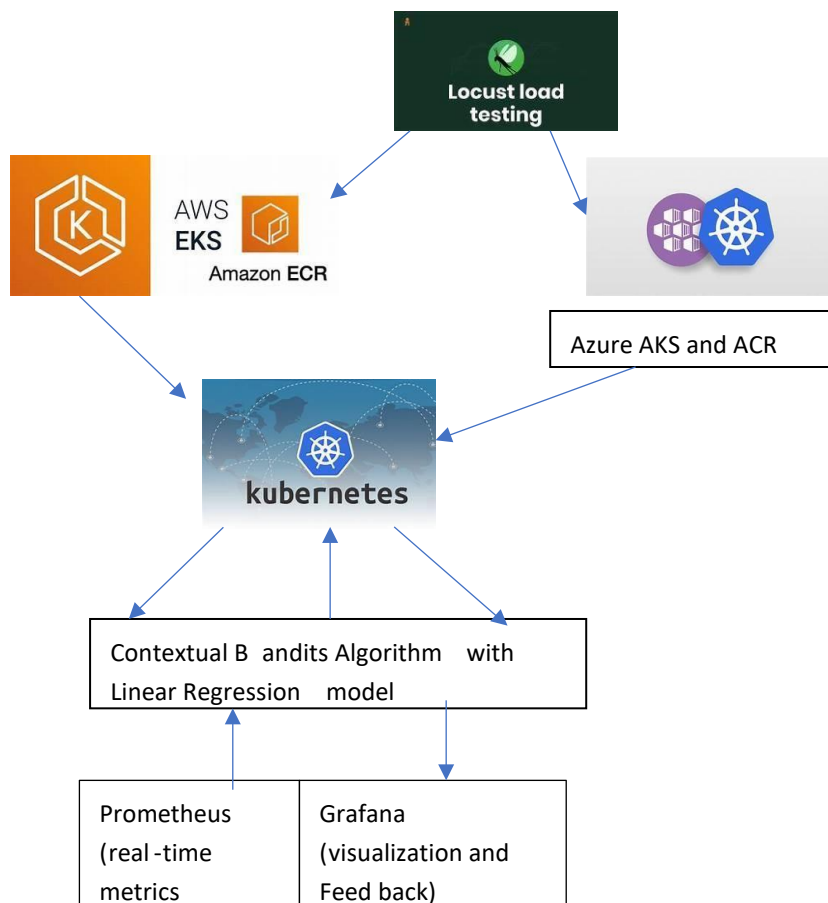 Locust load
testing
K
AWS
EKS
Amazon ECR
Azure AKS and ACR
kubernetes
Contextual B andits Algorithm with
Linear Regression model
Prometheus
(real -time
metrics
Grafana
(visualization and
Feed back)